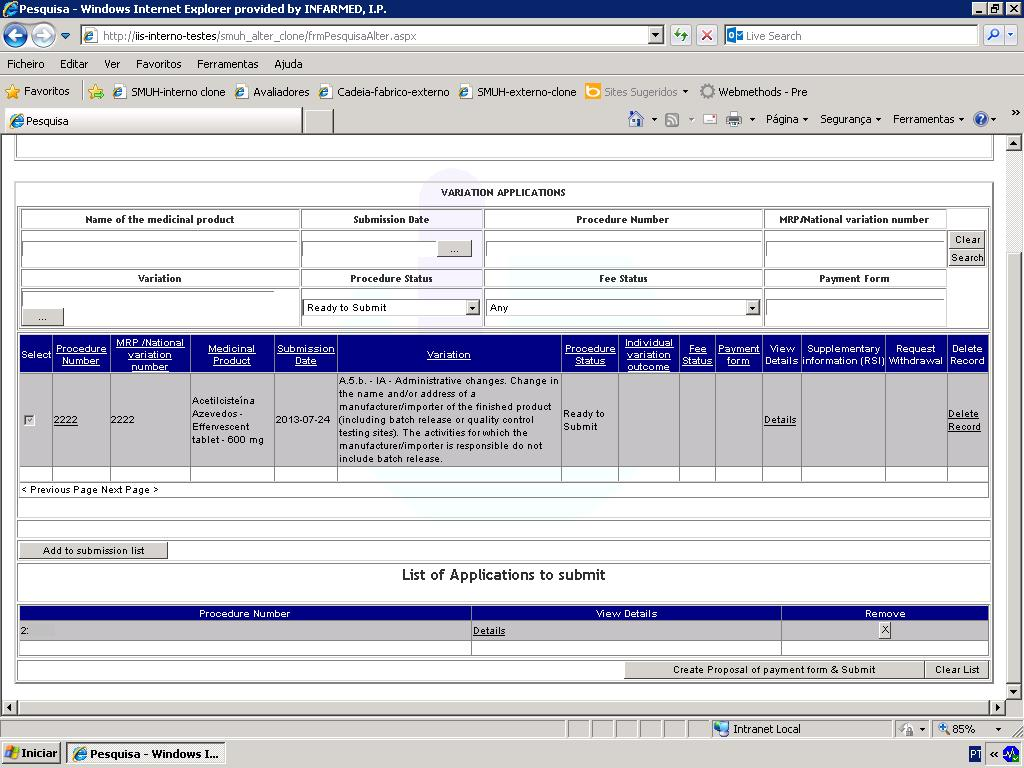 Pesquisa - Windows Internet Explorer provided by INFARMED, I.P.
http://iis-interno-testes/smuh_alter_clone/frmPesquisaAlter.aspx
Live Search
Ficheiro Editar Ver Favoritos Ferramentas Ajuda
Favoritos SMUH-interno clone Avaliadores Cadeia-fabrico-externo SMUH-externo-clone Sites Sugeridos Webmethods - Pre
Pesquisa
Página Segurança Ferramentas »
VARIATION APPLICATIONS
Name of the medicinal product Submission Date Procedure Number MRP/National variation number
... Clear
Search
Variation Procedure Status Fee Status Payment Form
Ready to Submit Any
...
Select Procedure Number MRP /National variation number Medicinal Product Submission Date Variation Procedure Status Individual variation outcome Fee Status Payment form View Details Supplementary information (RSI) Request Withdrawal Delete Record
2222 2222 Acetilcisteína Azevedos - Effervescent tablet - 600 mg 2013-07-24 A.5.b. - IA - Administrative changes. Change in the name and/or address of a manufacturer/importer of the finished product (including batch release or quality control testing sites). The activities for which the manufacturer/importer is responsible do not include batch release. Ready to Submit Details Delete Record
< Previous Page Next Page >
Add to submission list
List of Applications to submit
Procedure Number View Details Remove
2: Details X
Create Proposal of payment form & Submit Clear List
Intranet Local 85%
Iniciar Pesquisa - Windows I... PT «